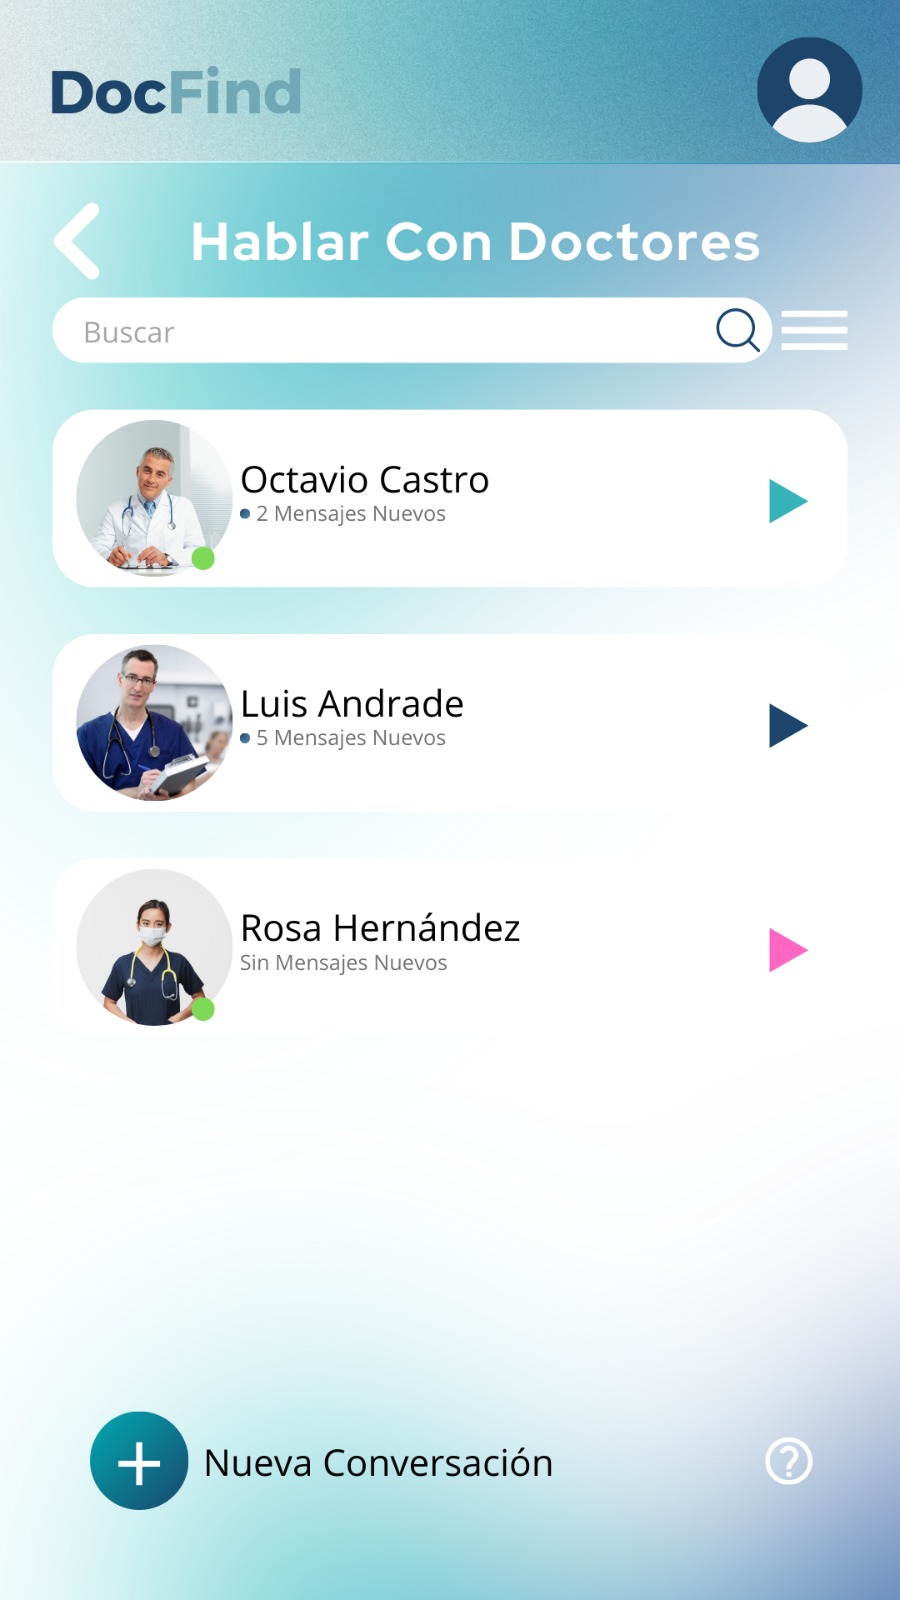 DocFind
Hablar Con Doctores
Buscar
Octavio Castro
2 Mensajes Nuevos
Luis Andrade
5 Mensajes Nuevos
Rosa Hernández
Sin Mensajes Nuevos
Nueva Conversación